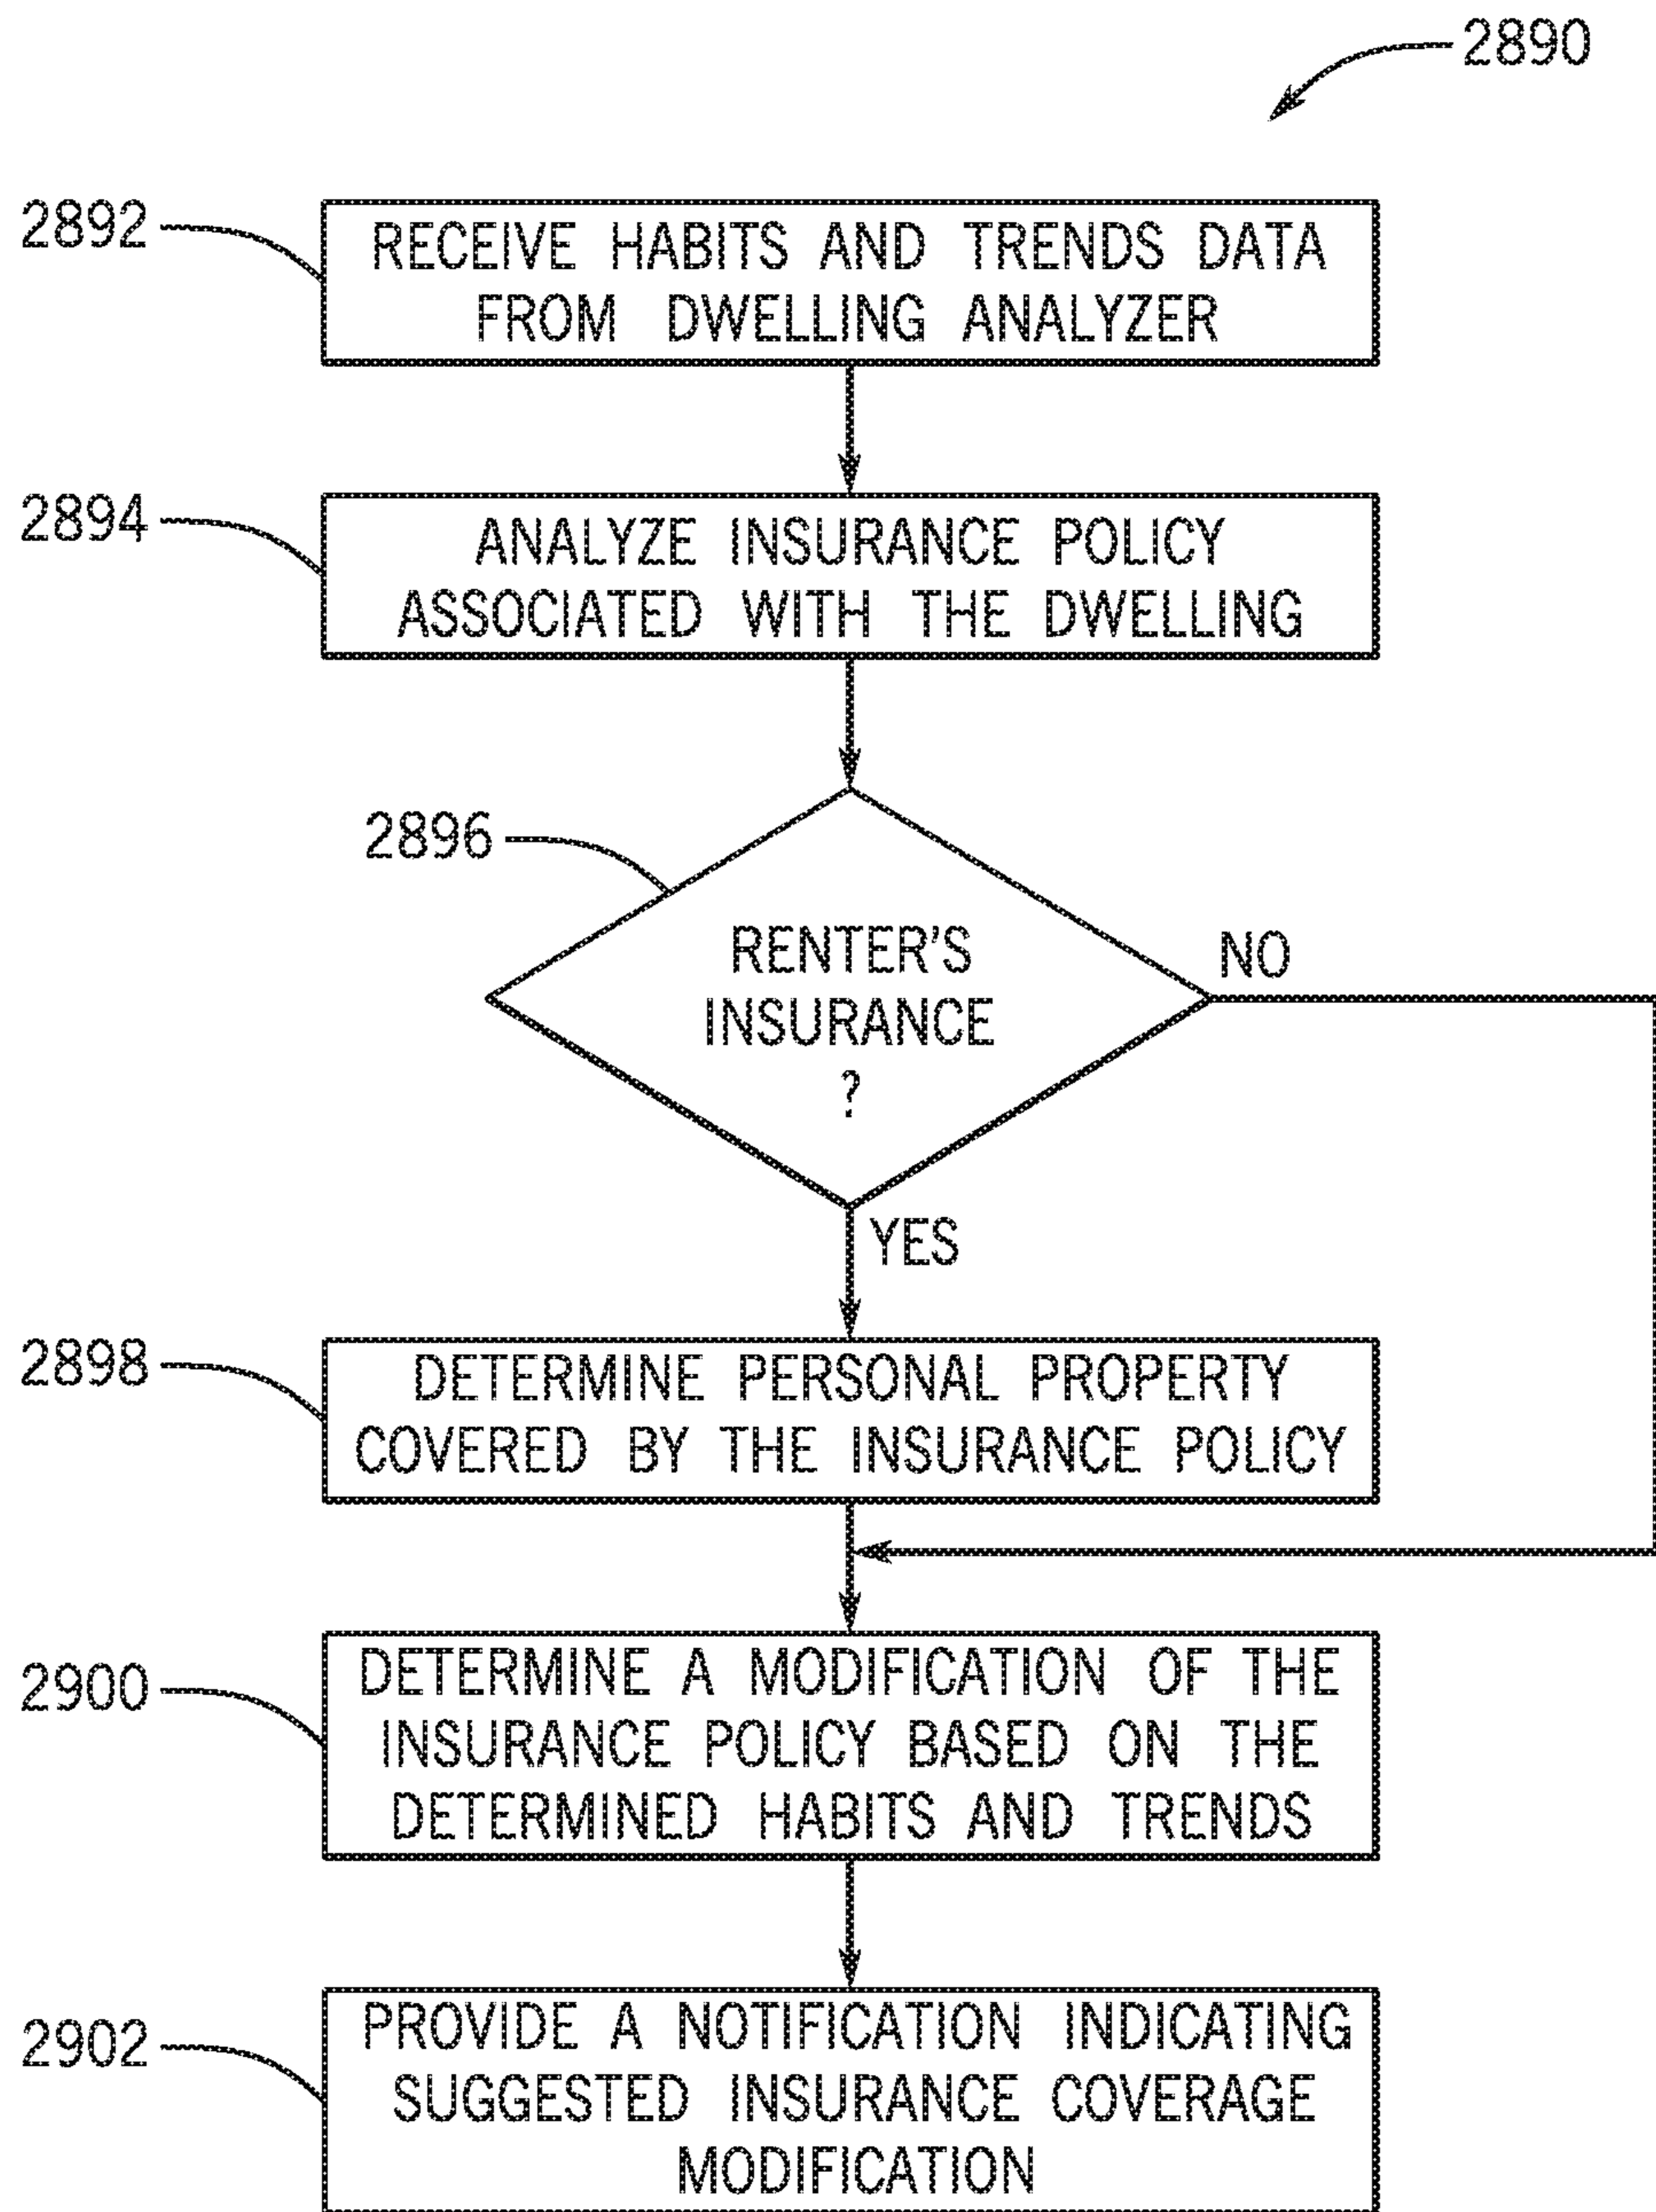 2890
2892
RECEIVE HABITS AND TRENDS DATA
FROM DWELLING ANALYZER
2894
ANALYZE INSURANCE POLICY
ASSOCIATED WITH THE DWELLING
2896
RENTER'S
INSURANCE
?
NO
YES
2898
DETERMINE PERSONAL PROPERTY
COVERED BY THE INSURANCE POLICY
2900
DETERMINE A MODIFICATION OF THE
INSURANCE POLICY BASED ON THE
DETERMINED HABITS AND TRENDS
2902
PROVIDE A NOTIFICATION INDICATING
SUGGESTED INSURANCE COVERAGE
MODIFICATION